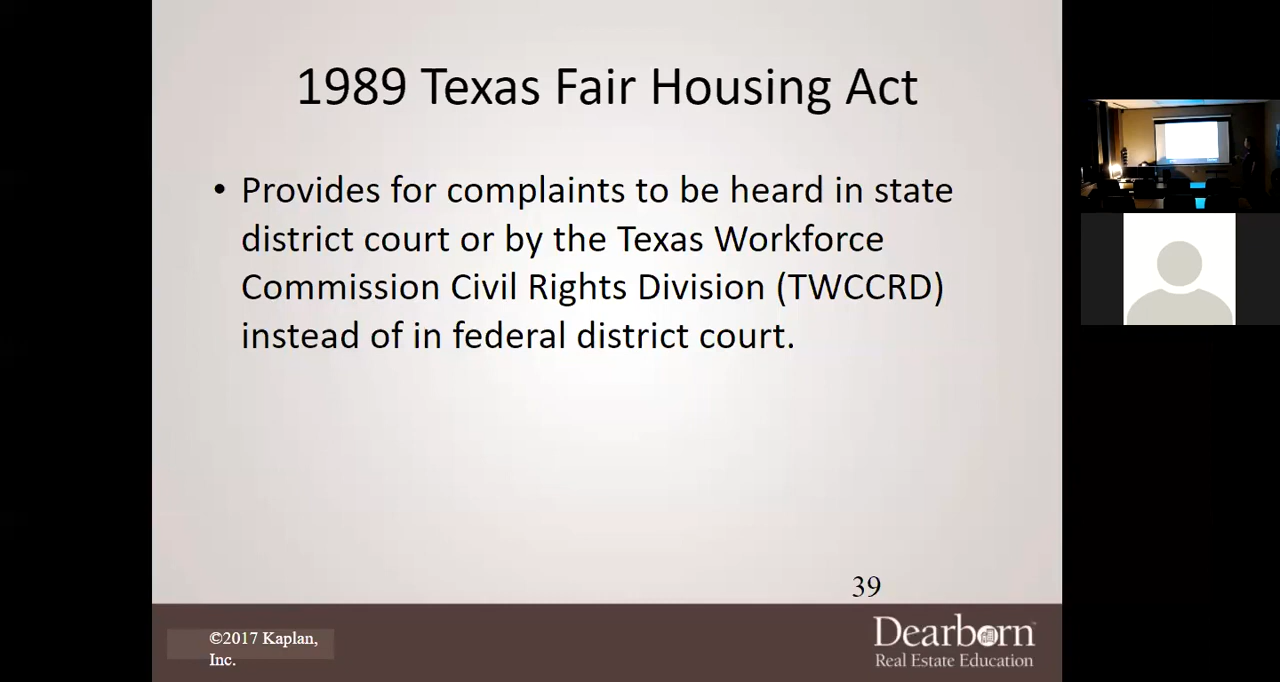 1989 Texas Fair Housing Act
• Provides for complaints to be heard in state
district court or by the Texas Workforce
Commission Civil Rights Division (TWCCRD)
instead of in federal district court.
39
©2017 Kaplan,
Inc.
Dearborn™
Real Estate Education